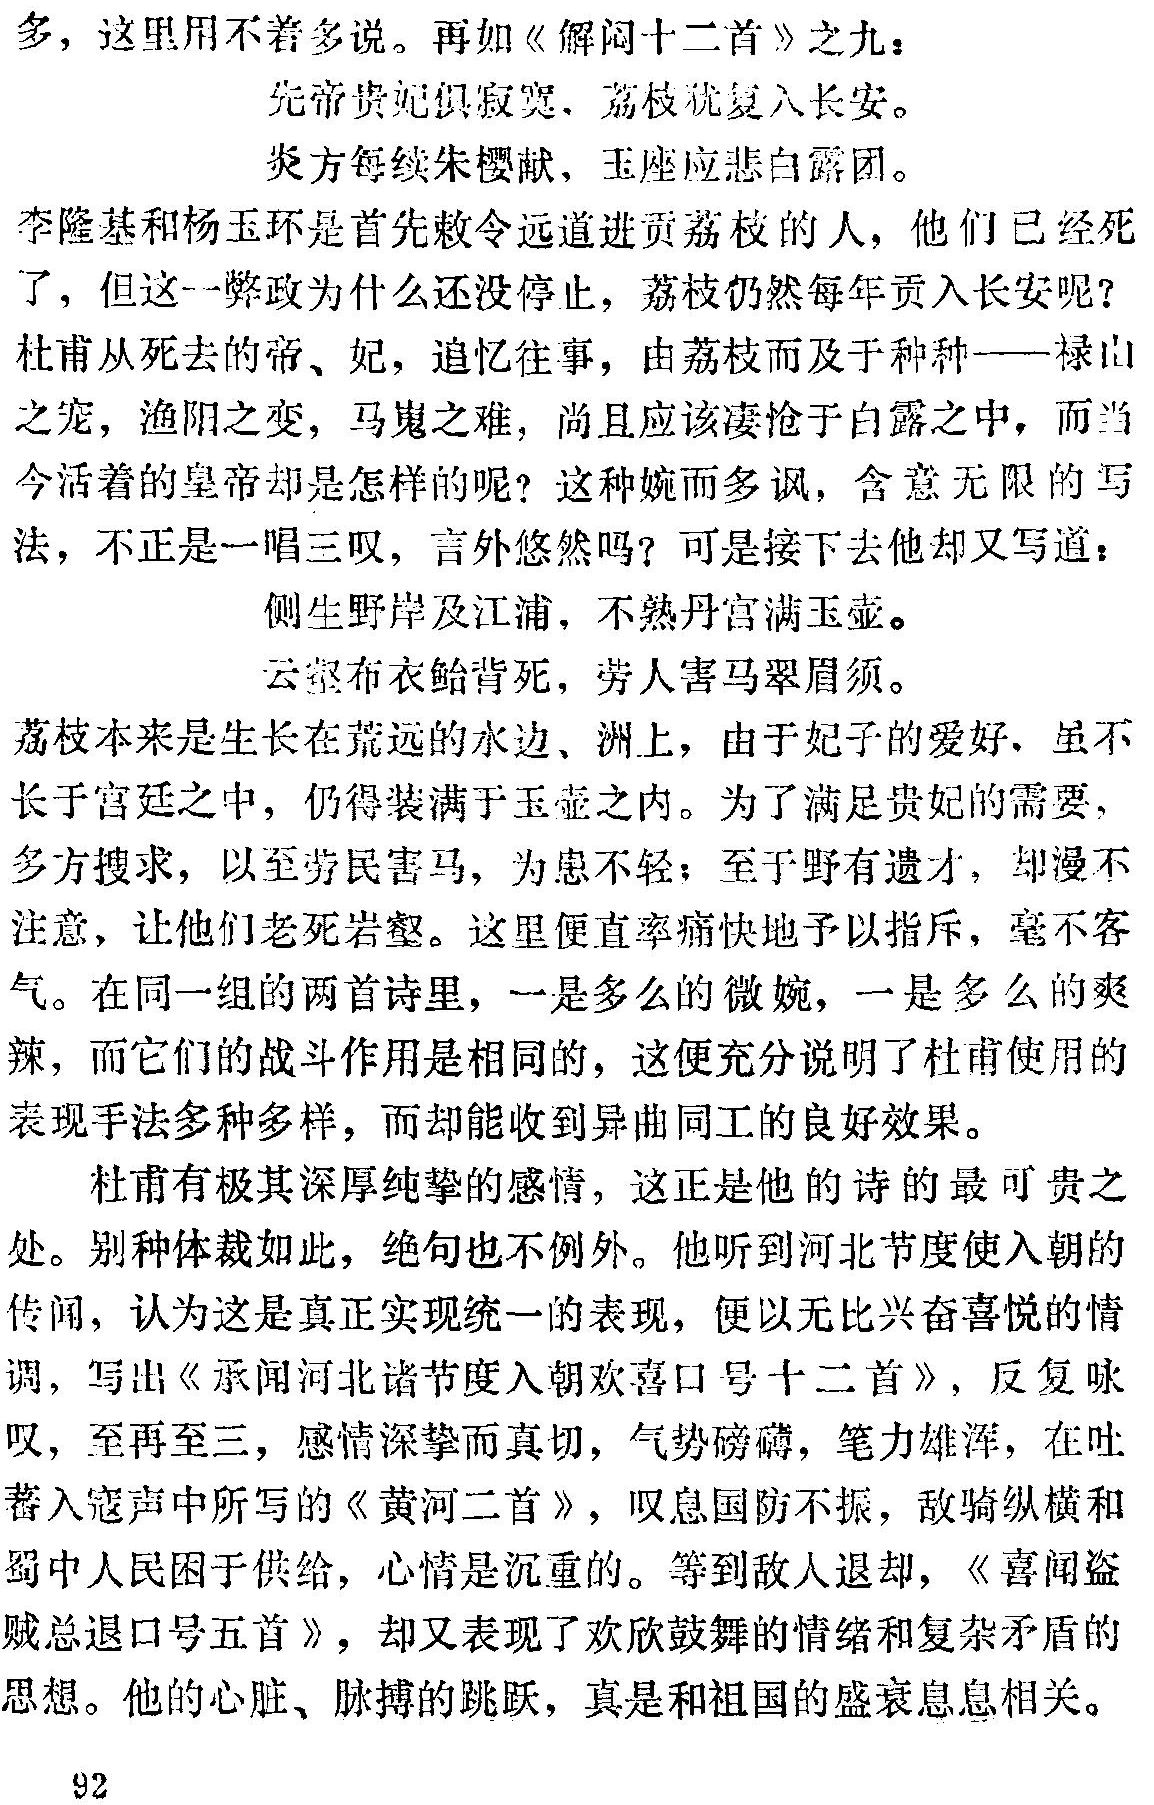 多，这里用不着多说。再如《解闷十二首》之九：
先帝贵妃俱寂寞，荔枝犹复入长安。
炎方每续朱樱献，玉座应悲白露团。
李隆基和杨玉环是首先敕令远道进贡荔枝的人，他们已经死
了，但这一弊政为什么还没停止，荔枝仍然每年贡入长安呢？
杜甫从死去的帝、妃，追忆往事，由荔枝而及于种种——禄山
之宠，渔阳之变，马嵬之难，尚且应该凄怆于白露之中，而当
今活着的皇帝却是怎样的呢？这种婉而多讽，含意无限的写
法，不正是一唱三叹，言外悠然吗？可是接下去他却又写道：
侧生野岸及江浦，不熟丹宫满玉壶。
云壑布衣鲐背死，劳人害马翠眉须。
荔枝本来是生长在荒远的水边、洲上，由于妃子的爱好，虽不
长于宫廷之中，仍得装满于玉壶之内。为了满足贵妃的需要，
多方搜求，以至劳民害马，为患不轻；至于野有遗才，却漫不
注意，让他们老死岩壑。这里便直率痛快地予以指斥，毫不客
气。在同一组的两首诗里，一是多么的微婉，一是多么的爽
辣，而它们的战斗作用是相同的，这便充分说明了杜甫使用的
表现手法多种多样，而却能收到异曲同工的良好效果。
杜甫有极其深厚纯挚的感情，这正是他的诗的最可贵之
处。别种体裁如此，绝句也不例外。他听到河北节度使入朝的
传闻，认为这是真正实现统一的表现，便以无比兴奋喜悦的情
调，写出《承闻河北诸节度入朝欢喜口号十二首》，反复咏
叹，至再至三，感情深挚而真切，气势磅礴，笔力雄浑，在吐
蕃入寇声中所写的《黄河二首》，叹息国防不振，敌骑纵横和
蜀中人民困于供给，心情是沉重的。等到敌人退却，《喜闻盗
贼总退口号五首》，却又表现了欢欣鼓舞的情绪和复杂矛盾的
思想。他的心脏、脉搏的跳跃，真是和祖国的盛衰息息相关。
92